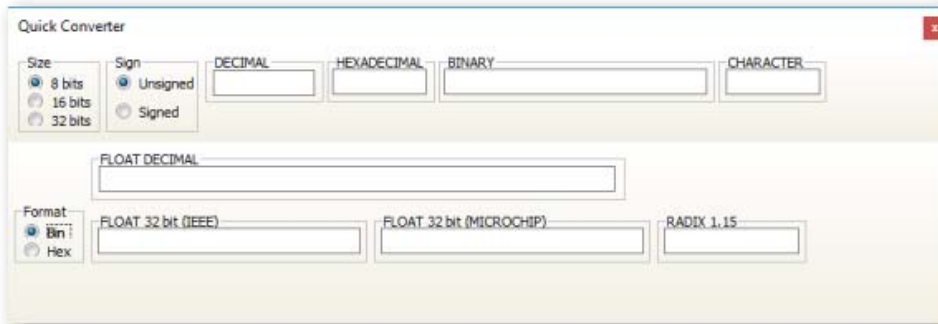 Quick Converter
x
Size
8 bits
16 bits
32 bits
Sign
Unsigned
Signed
DECIMAL
HEXADECIMAL
BINARY
CHARACTER
FLOAT DECIMAL
Format
Bin
Hex
FLOAT 32 bit (IEEE)
FLOAT 32 bit (MICROCHIP)
RADIX 1.15